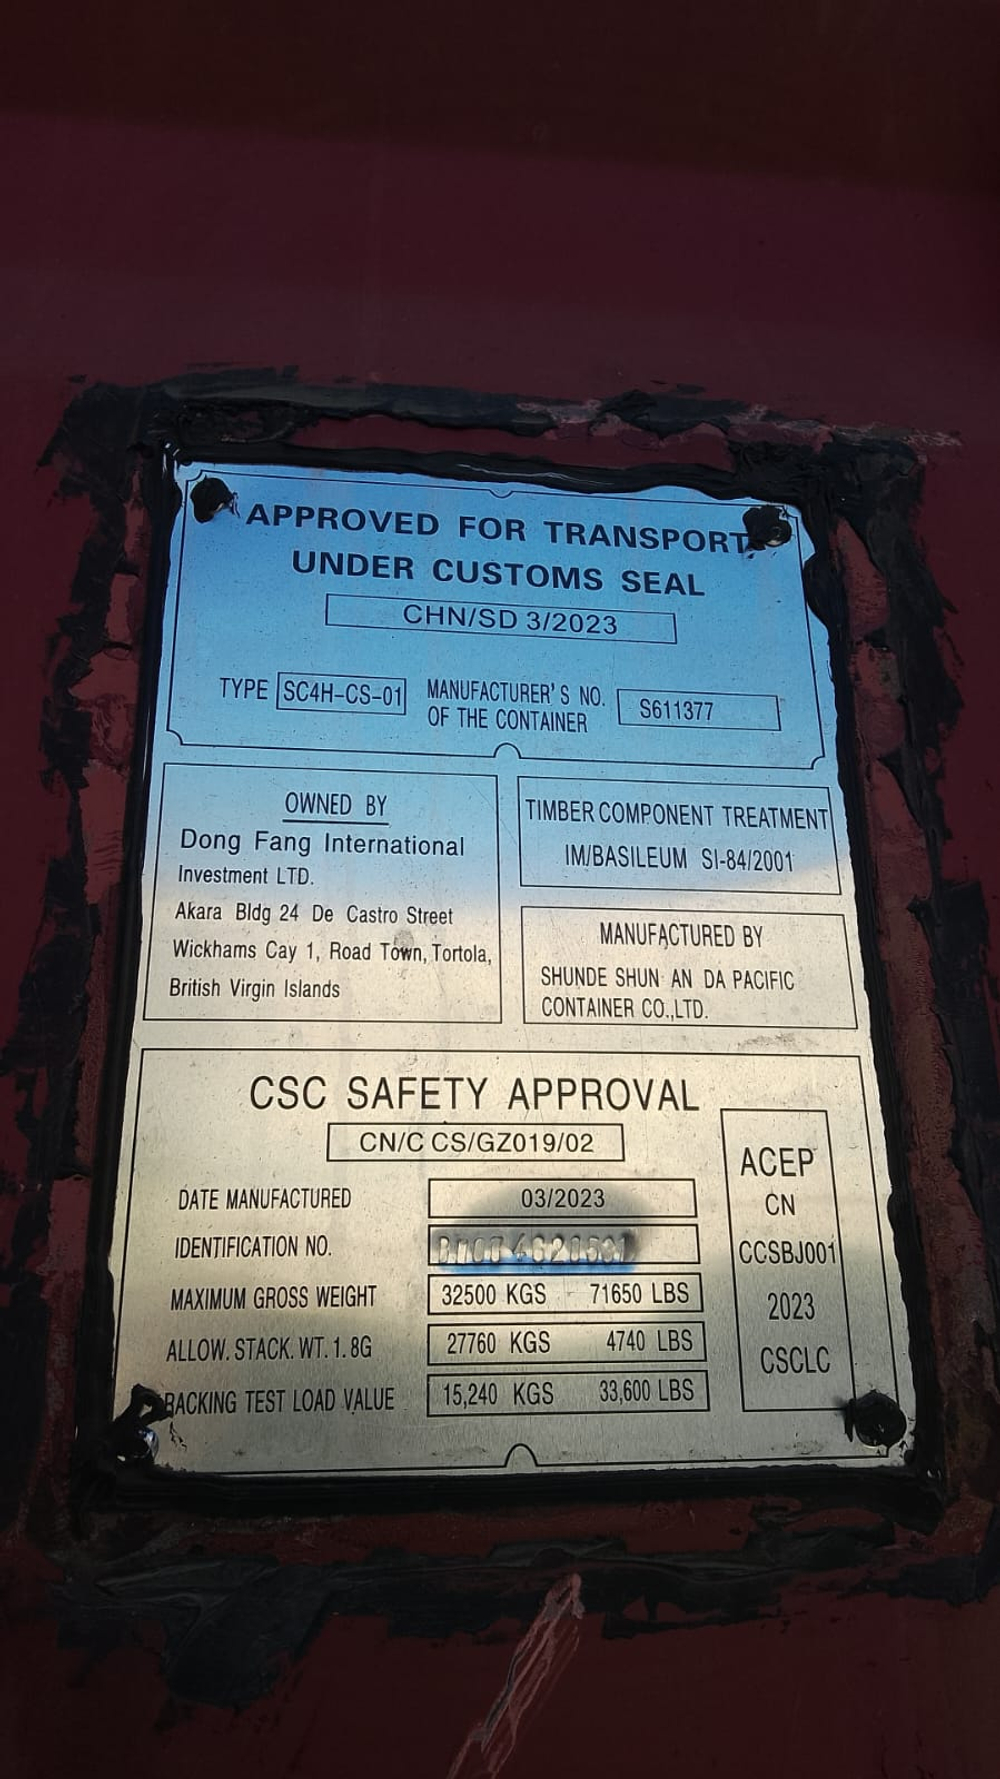 APPROVED FOR TRANSPORT
UNDER CUSTOMS SEAL
CHN/SD 3/2023
TYPE SC4H-CS-01
MANUFACTURER'S NO.
OF THE CONTAINER
S611377
OWNED BY
Dong Fang International
Investment LTD.
Akara Bldg 24 De Castro Street
Wickhams Cay 1, Road Town, Tortola,
British Virgin Islands
TIMBER COMPONENT TREATMENT
IM/BASILEUM SI-84/2001
MANUFACTURED BY
SHUNDE SHUN AN DA PACIFIC
CONTAINER CO.,LTD.
CSC SAFETY APPROVAL
CN/C CS/GZ019/02
DATE MANUFACTURED 03/2023
IDENTIFICATION NO.
MAXIMUM GROSS WEIGHT 32500 KGS 71650 LBS
ALLOW. STACK. WT. 1.8G 27760 KGS 4740 LBS
RACKING TEST LOAD VALUE 15,240 KGS 33,600 LBS
ACEP
CN
CCSBJ001
2023
CSCLC